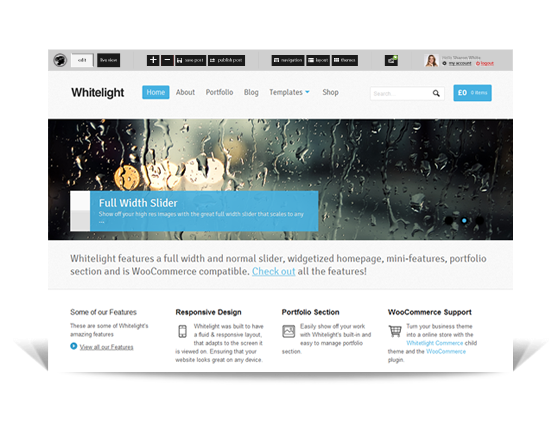 edit live view save post publish post navigation layout themes Hello Sharon White
my account logout
Whitelight Home About Portfolio Blog Templates Shop Search... £0 0 Items
Full Width Slider
Show off your high res images with the great full width slider that scales to any
...
Whitelight features a full width and normal slider, widgetized homepage, mini-features, portfolio
section and is WooCommerce compatible. Check out all the features!
Some of our Features
These are some of Whitelight's
amazing features
View all our Features
Responsive Design
Whitelight was built to have
a fluid & responsive layout,
that adapts to the screen it
is viewed on. Ensuring that your
website looks great on any device.
Portfolio Section
Easily show off your work
with Whitelight's built-in and
easy to manage portfolio
section.
WooCommerce Support
Turn your business theme
into a online store with the
Whitelight Commerce child
theme and the WooCommerce
plugin.